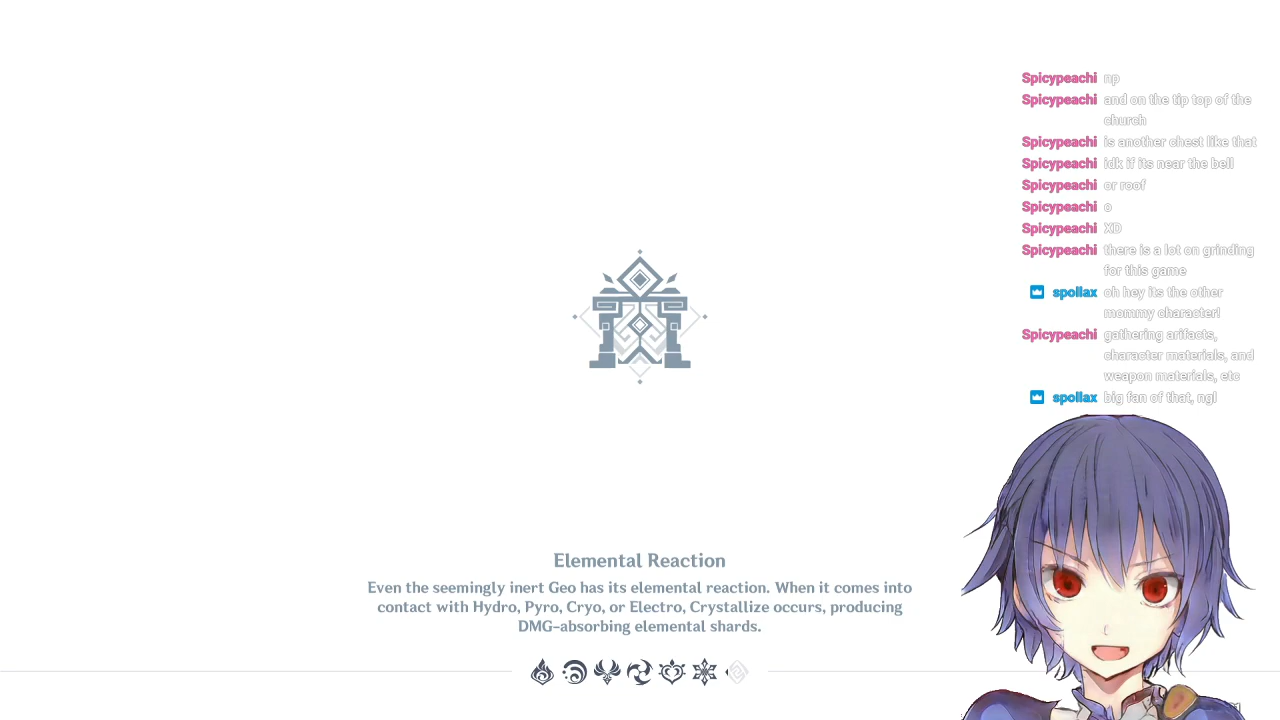 Spicypeachi np
Spicypeachi and on the tip top of the
church
Spicypeachi is another chest like that
Spicypeachi idk if its near the bell
Spicypeachi or roof
Spicypeachi o
Spicypeachi XD
Spicypeachi there is a lot on grinding
for this game
spollax oh hey its the other
mommy character!
Spicypeachi gathering arifacts,
character materials, and
weapon materials, etc
spollax big fan of that, ngl
Elemental Reaction
Even the seemingly inert Geo has its elemental reaction. When it comes into
contact with Hydro, Pyro, Cryo, or Electro, Crystallize occurs, producing
DMG-absorbing elemental shards.